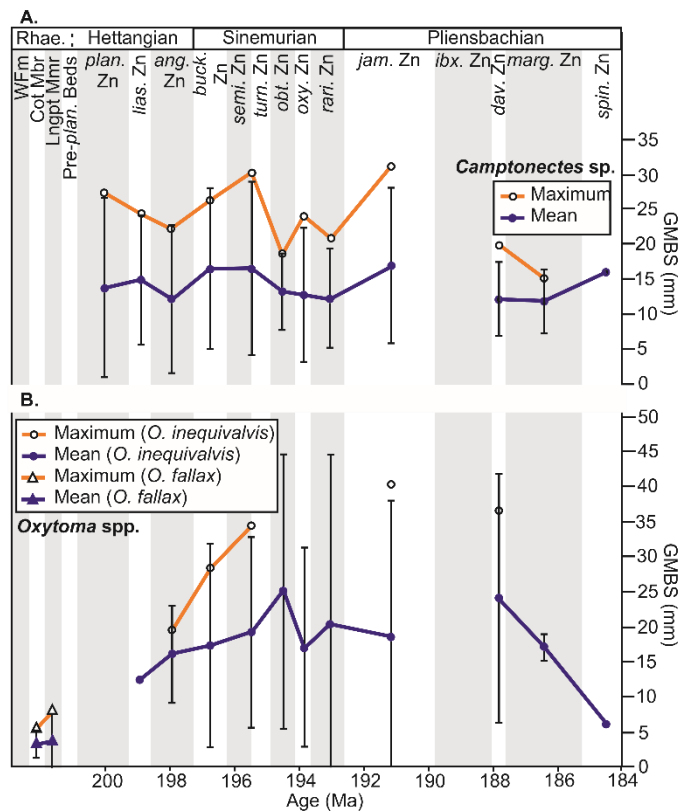 A.
Rhae. Hettangian Sinemurian Pliensbachian
WFm
Cot Mbr
Lngpt Mmr
Pre-plan. Beds
plan. Zn
lias. Zn
ang. Zn
buck. Zn
semi. Zn
turn. Zn
obt. Zn
oxy. Zn
rari. Zn
jam. Zn
ibx. Zn
dav. Zn
marg. Zn
spin. Zn
Camptonectes sp.
Maximum
Mean
35
30
25
20
15
10
5
0
GMBS (mm)
B.
Maximum (O. inequivalvis)
Mean (O. inequivalvis)
Maximum (O. fallax)
Mean (O. fallax)
Oxytoma spp.
50
45
40
35
30
25
20
15
10
5
0
GMBS (mm)
200 198 196 194 192 190 188 186 184
Age (Ma)